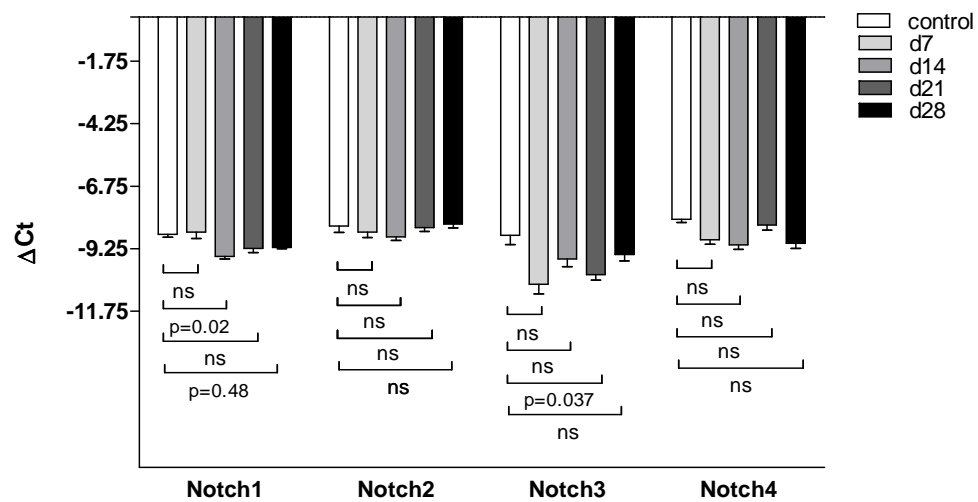 control
d7
d14
d21
d28
-1.75
-4.25
-6.75
-9.25
-11.75
ΔCt
ns
p=0.02
ns
p=0.48
ns
ns
ns
ns
ns
ns
p=0.037
ns
ns
ns
ns
ns
Notch1
Notch2
Notch3
Notch4